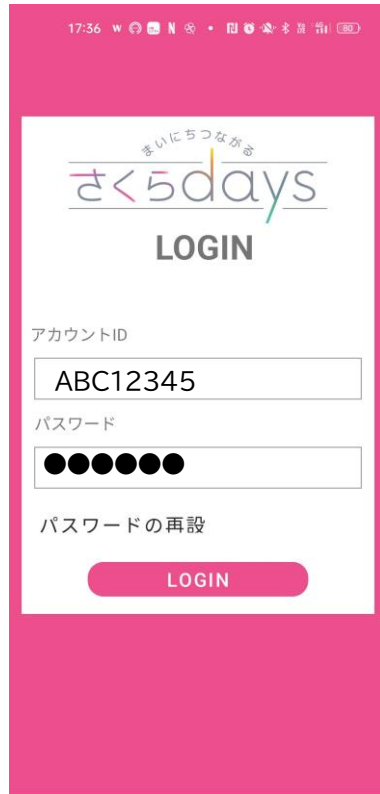 17:36
80
まいにちつながる
さくらdays
LOGIN
アカウントID
ABC12345
パスワード
●●●●●●
パスワードの再設
LOGIN